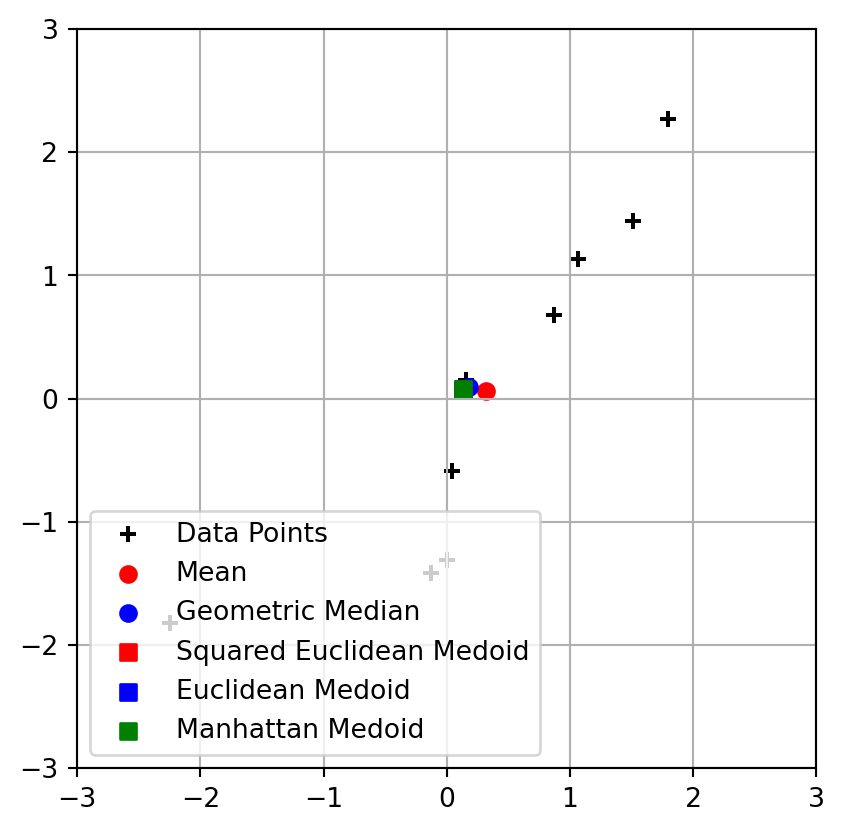 3
2
1
0
−1
−2
−3
Data Points
Mean
Geometric Median
Squared Euclidean Medoid
Euclidean Medoid
Manhattan Medoid
−3 −2 −1 0 1 2 3